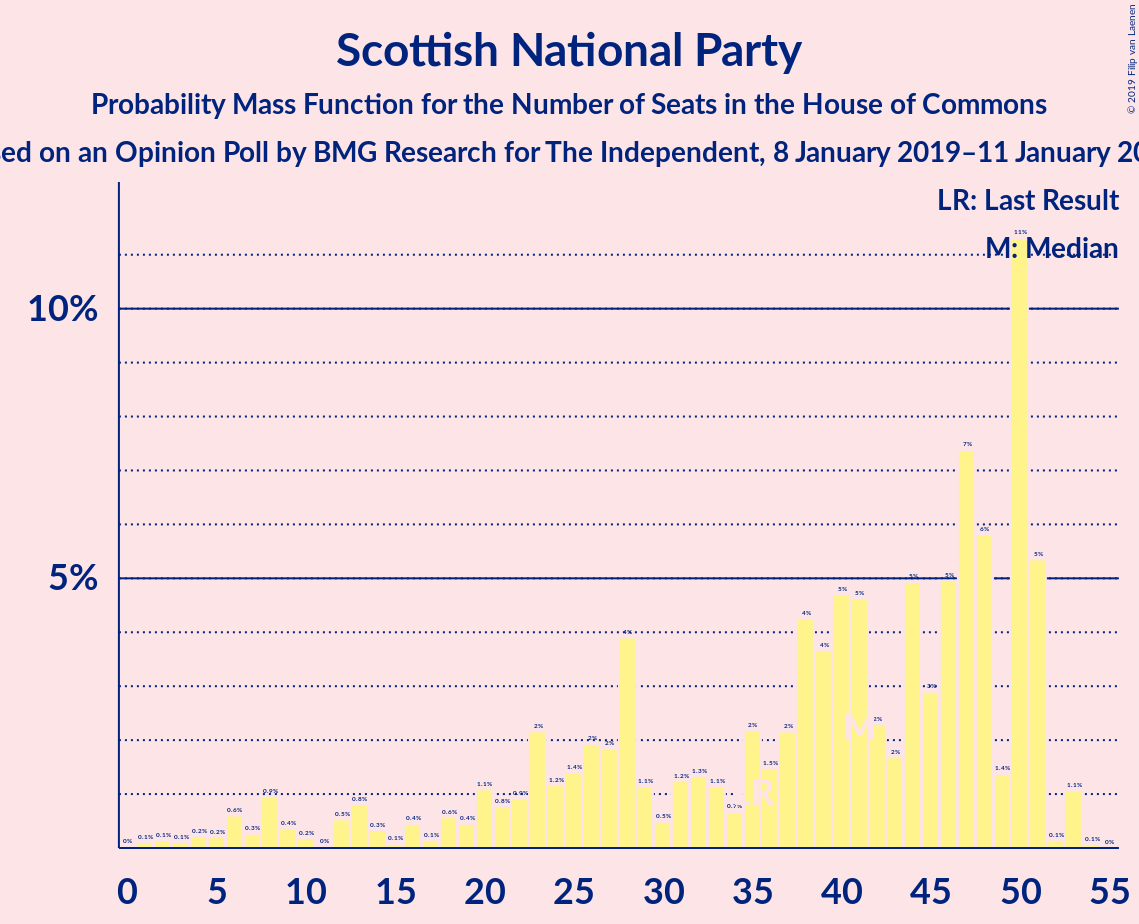 Scottish National Party
Probability Mass Function for the Number of Seats in the House of Commons
sed on an Opinion Poll by BMG Research for The Independent, 8 January 2019–11 January 20
© 2019 Filip van Laenen
LR: Last Result
M: Median
10%
5%
0% 0.1% 0.1% 0.1% 0.2% 0.2% 0.6% 0.3% 0.9% 0.4% 0.2% 0% 0.5% 0.8% 0.3% 0.1% 0.4% 0.1% 0.6% 0.4% 1.1% 0.8% 0.9% 2% 1.2% 1.4% 2% 2% 4% 1.1% 0.5% 1.2% 1.3% 1.1% 0.7% 2% 1.5% 2% 4% 4% 5% 5% 2% 2% 5% 3% 5% 7% 6% 1.4% 11% 5% 0.1% 1.1% 0.1% 0%
M
LR
0 5 10 15 20 25 30 35 40 45 50 55